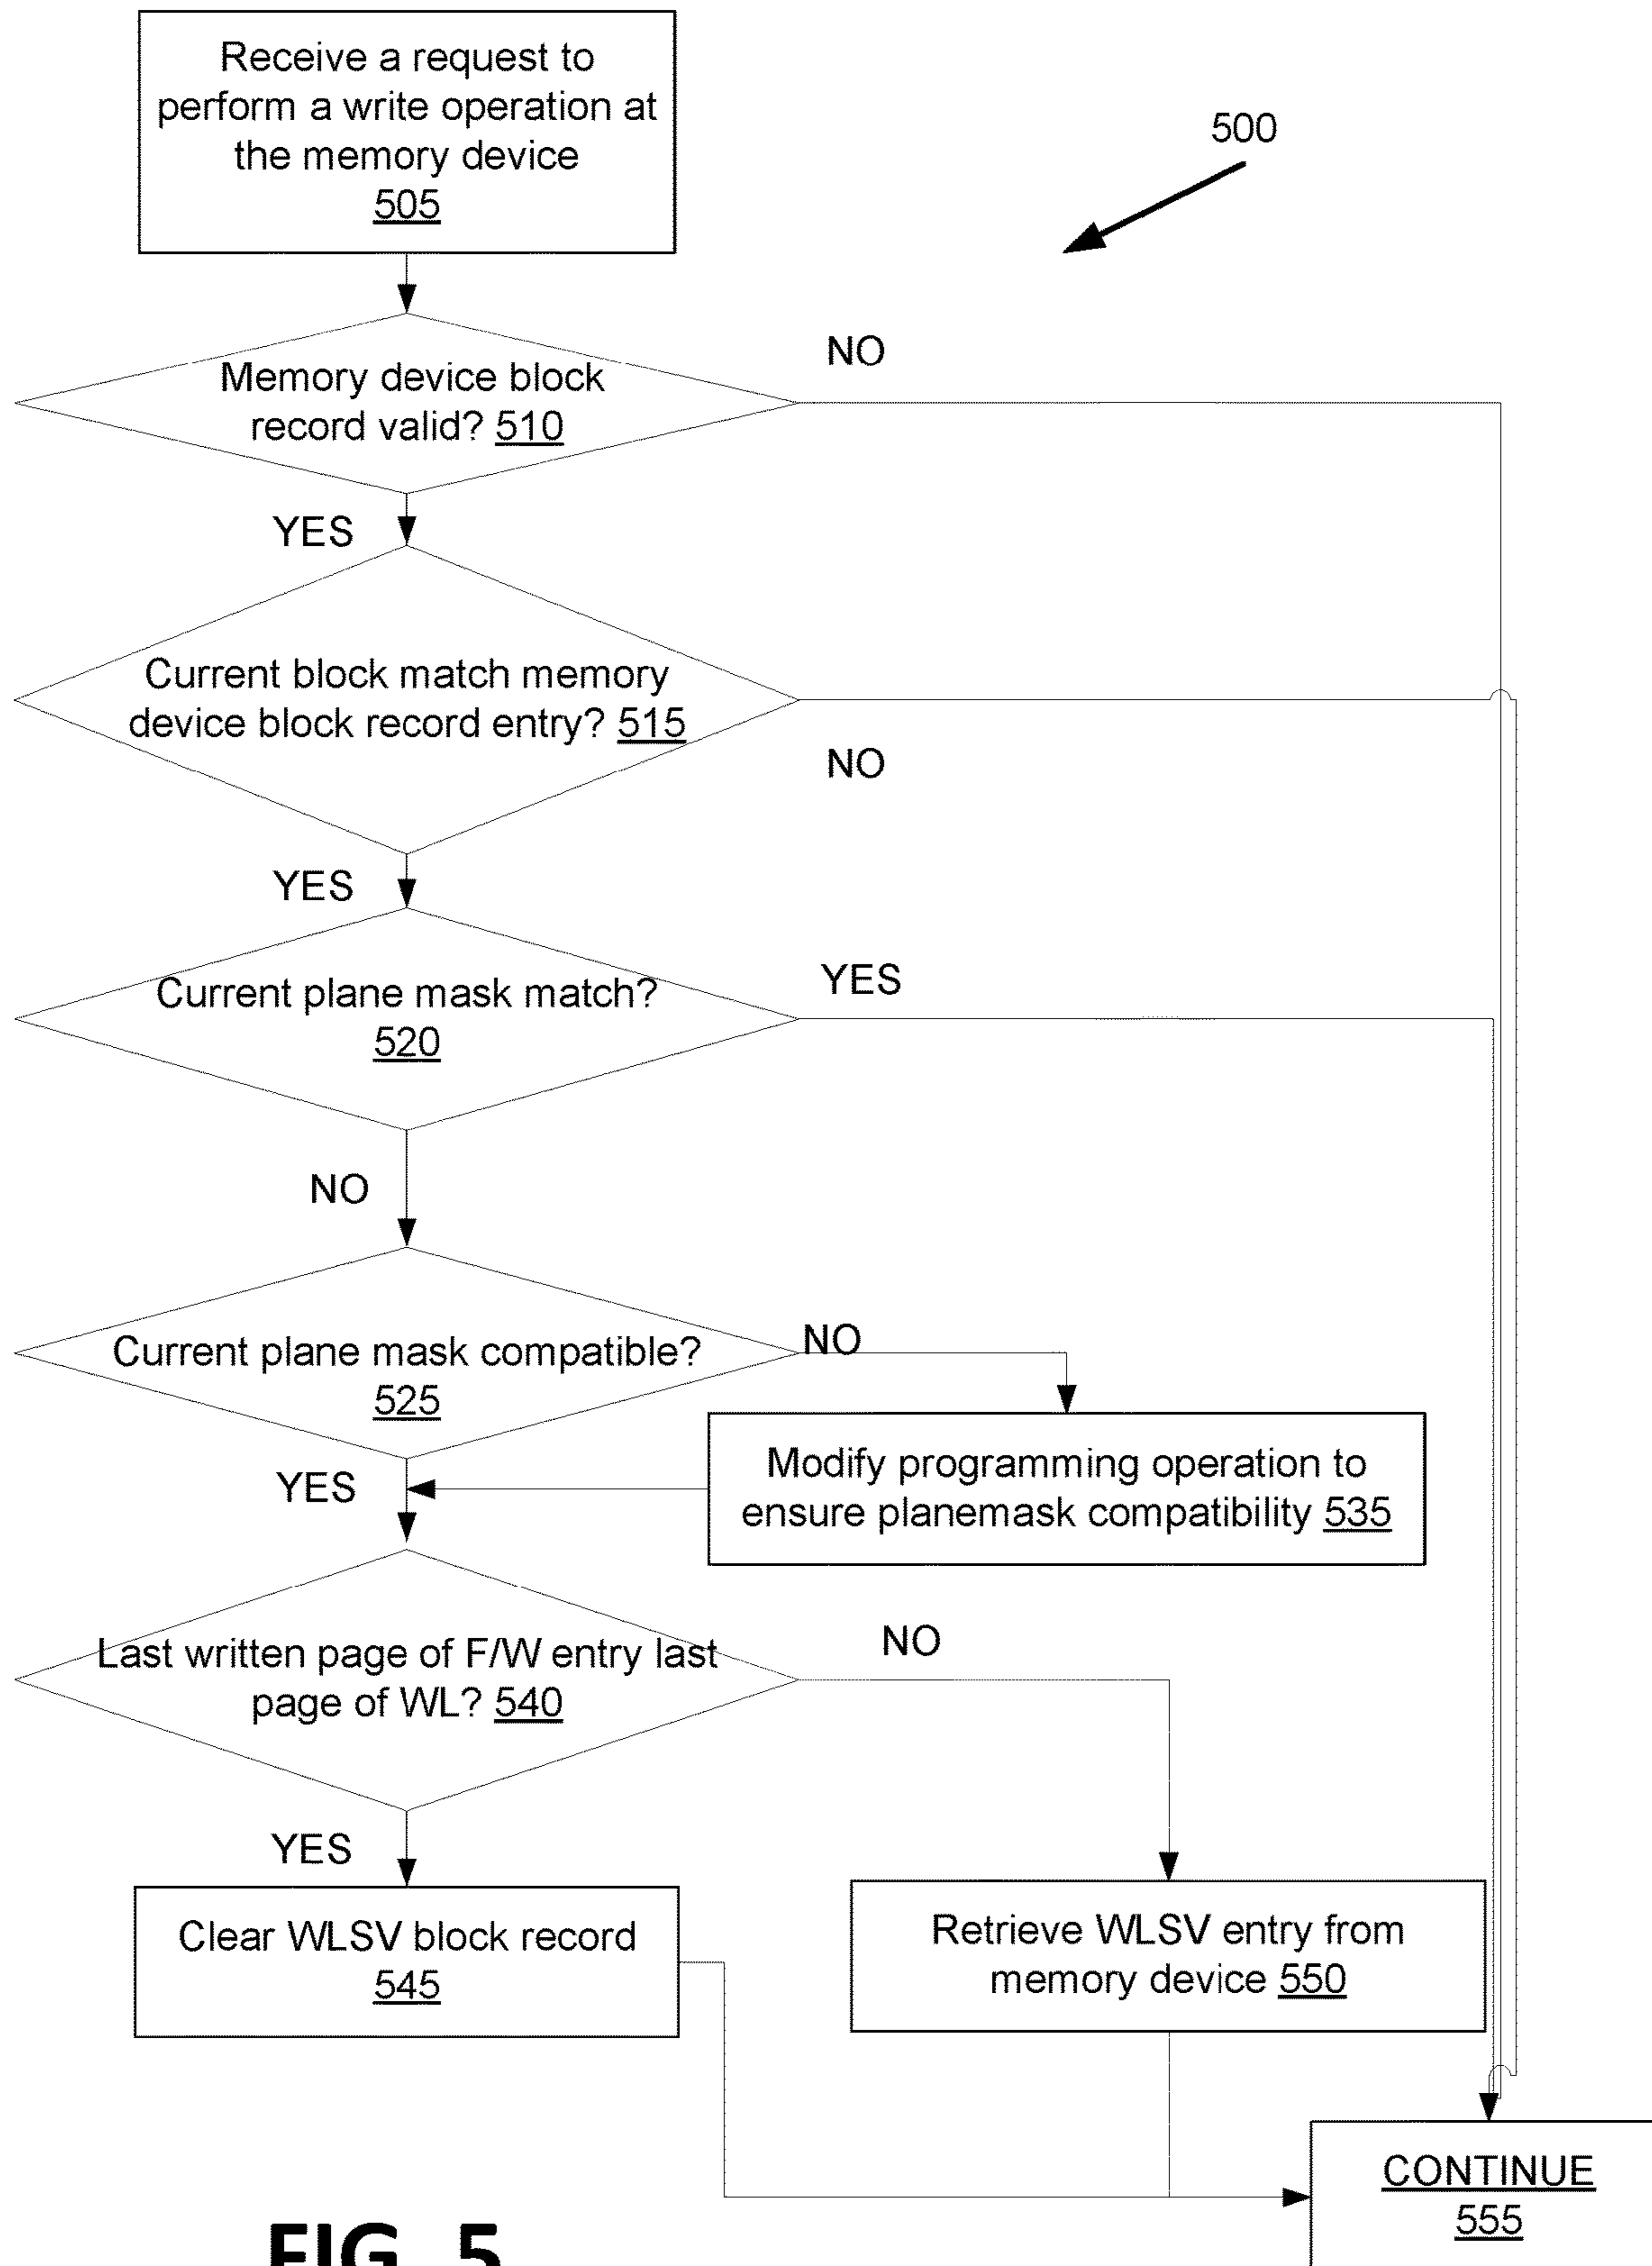 Receive a request to
perform a write operation at
the memory device
505
500
NO
Memory device block
record valid? 510
YES
Current block match memory
device block record entry? 515
NO
YES
Current plane mask match?
520
YES
NO
Current plane mask compatible?
525
NO
YES
Modify programming operation to
ensure planemask compatibility 535
Last written page of F/W entry last
page of WL? 540
NO
YES
Clear WLSV block record
545
Retrieve WLSV entry from
memory device 550
CONTINUE
555
FIG. 5